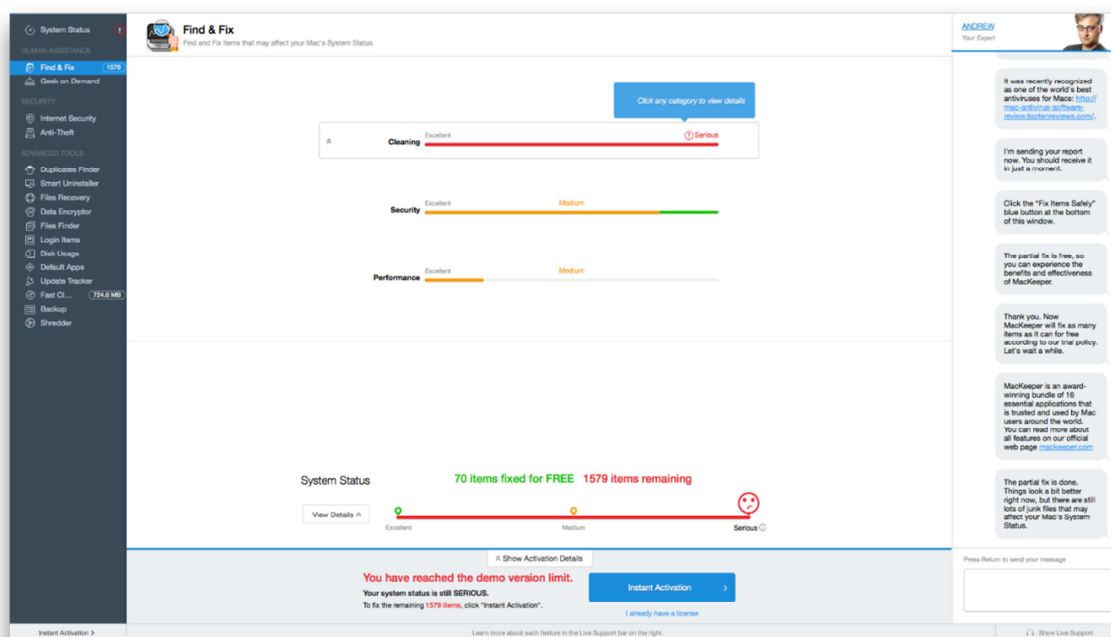 System Status
!
HUMAN ASSISTANCE
Find & Fix
1579
Geek on Demand
SECURITY
Internet Security
Anti-Theft
ADVANCED TOOLS
Duplicates Finder
Smart Uninstaller
Files Recovery
Data Encryptor
Files Finder
Login Items
Disk Usage
Default Apps
Update Tracker
Fast Cl...
724.6 MB
Backup
Shredder
Instant Activation >
Find & Fix
Find and Fix items that may affect your Mac's System Status
Click any category to view details
Cleaning
Excellent
Serious
Security
Excellent
Medium
Performance
Excellent
Medium
System Status
70 items fixed for FREE 1579 items remaining
View Details
Excellent
Medium
Serious
Show Activation Details
You have reached the demo version limit.
Your system status is still SERIOUS.
To fix the remaining 1579 items, click "Instant Activation".
Instant Activation
I already have a license
Learn more about each feature in the Live Support bar on the right.
ANDREW
Your Expert
It was recently recognized
as one of the world's best
antiviruses for Macs: http://
mac-antivirus-software-
review.toptenreviews.com/.
I'm sending your report
now. You should receive it
in just a moment.
Click the "Fix Items Safely"
blue button at the bottom
of this window.
The partial fix is free, so
you can experience the
benefits and effectiveness
of MacKeeper.
Thank you. Now
MacKeeper will fix as many
items as it can for free
according to our trial policy.
Let's wait a while.
MacKeeper is an award-
winning bundle of 16
essential applications that
is trusted and used by Mac
users around the world.
You can read more about
all features on our official
web page mackeeper.com
The partial fix is done.
Things look a bit better
right now, but there are still
lots of junk files that may
affect your Mac's System
Status.
Press Return to send your message
Show Live Support